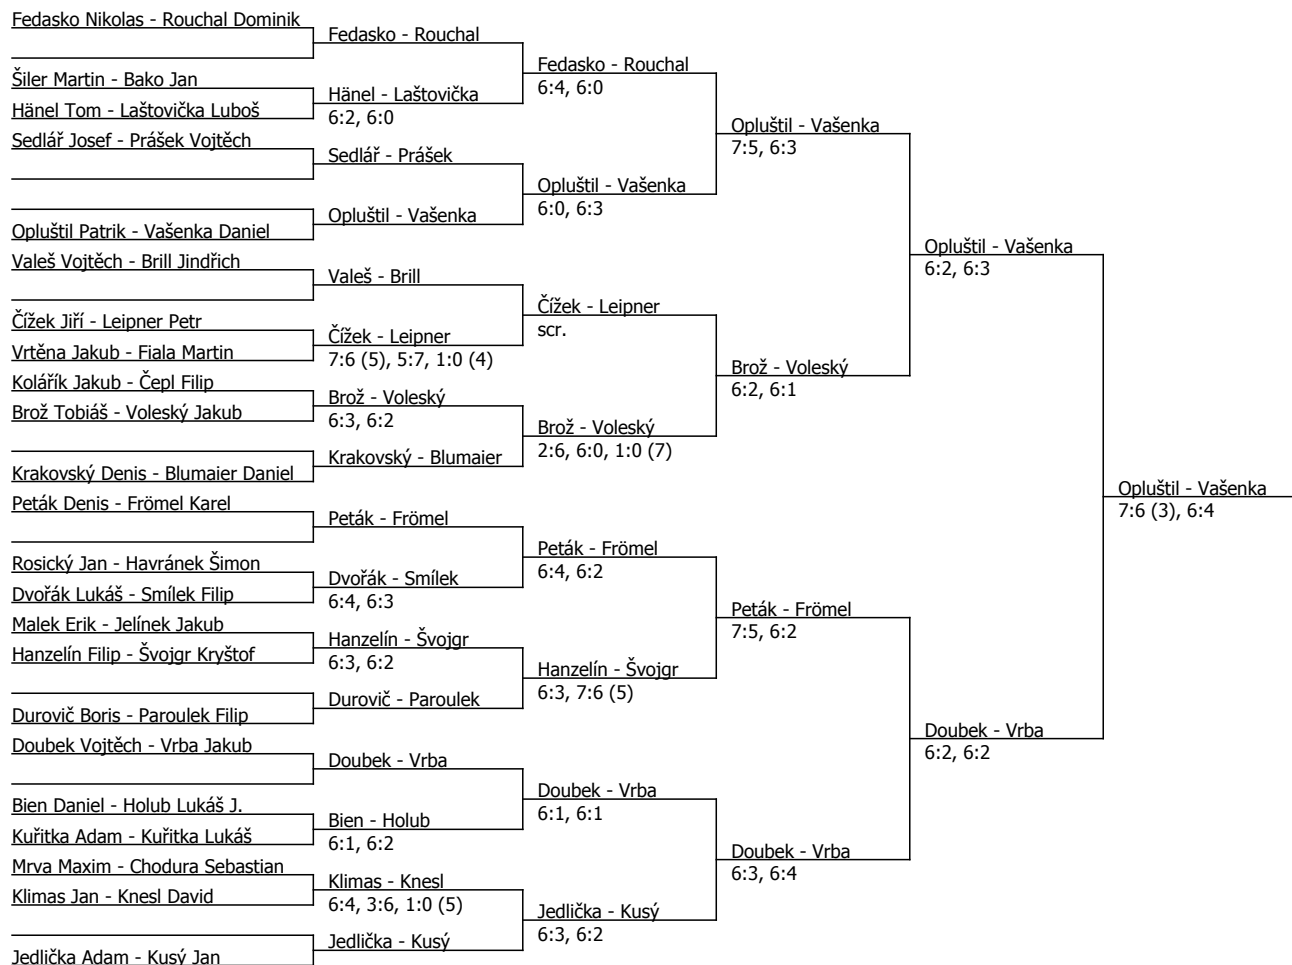 Fedasko Nikolas - Rouchal Dominik
Šiler Martin - Bako Jan
Hänel Tom - Laštovička Luboš
Sedlář Josef - Prášek Vojtěch
Opluštil Patrik - Vašenka Daniel
Valeš Vojtěch - Brill Jindřich
Čížek Jiří - Leipner Petr
Vrtěna Jakub - Fiala Martin
Kolářík Jakub - Čepl Filip
Brož Tobiáš - Voleský Jakub
Krakovský Denis - Blumaier Daniel
Peták Denis - Frömel Karel
Rosický Jan - Havránek Šimon
Dvořák Lukáš - Smílek Filip
Malek Erik - Jelínek Jakub
Hanzelín Filip - Švojgr Kryštof
Durovič Boris - Paroulek Filip
Doubek Vojtěch - Vrba Jakub
Bien Daniel - Holub Lukáš J.
Kuřitka Adam - Kuřitka Lukáš
Mrva Maxim - Chodura Sebastian
Klimas Jan - Knesl David
Jedlička Adam - Kusý Jan
Fedasko - Rouchal
Hänel - Laštovička
6:2, 6:0
Sedlář - Prášek
Opluštil - Vašenka
Valeš - Brill
Čížek - Leipner
7:6 (5), 5:7, 1:0 (4)
Brož - Voleský
6:3, 6:2
Krakovský - Blumaier
Peták - Frömel
Dvořák - Smílek
6:4, 6:3
Hanzelín - Švojgr
6:3, 6:2
Durovič - Paroulek
Doubek - Vrba
Bien - Holub
6:1, 6:2
Klimas - Knesl
6:4, 3:6, 1:0 (5)
Jedlička - Kusý
Fedasko - Rouchal
6:4, 6:0
Opluštil - Vašenka
6:0, 6:3
Čížek - Leipner
scr.
Brož - Voleský
2:6, 6:0, 1:0 (7)
Peták - Frömel
6:4, 6:2
Hanzelín - Švojgr
6:3, 7:6 (5)
Doubek - Vrba
6:1, 6:1
Jedlička - Kusý
6:3, 6:2
Opluštil - Vašenka
7:5, 6:3
Brož - Voleský
6:2, 6:1
Peták - Frömel
7:5, 6:2
Doubek - Vrba
6:3, 6:4
Opluštil - Vašenka
6:2, 6:3
Doubek - Vrba
6:2, 6:2
Opluštil - Vašenka
7:6 (3), 6:4